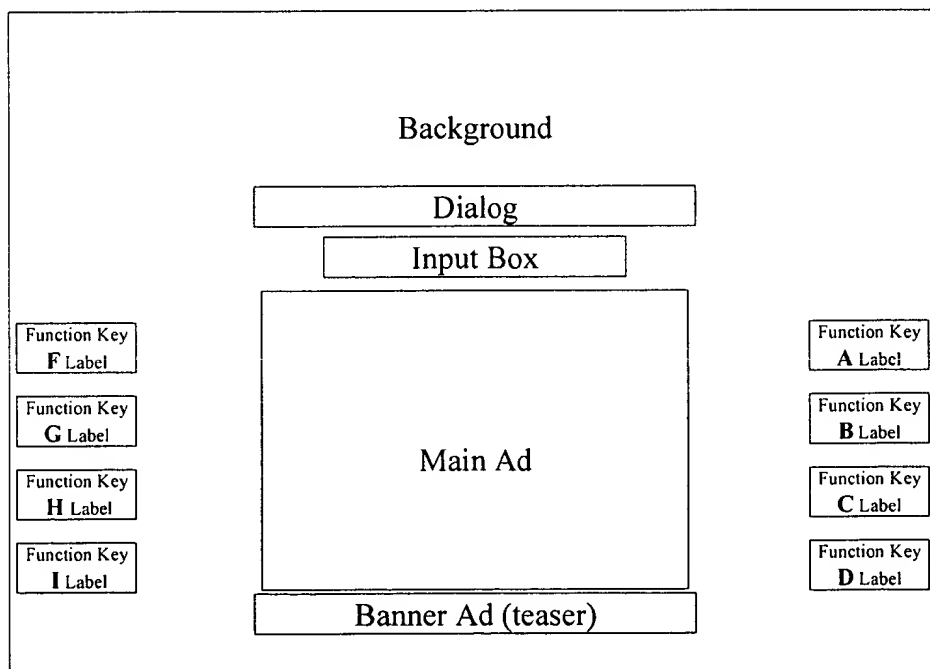 Background
Dialog
Input Box
Function Key
F Label
Function Key
G Label
Function Key
H Label
Function Key
I Label
Main Ad
Function Key
A Label
Function Key
B Label
Function Key
C Label
Function Key
D Label
Banner Ad (teaser)